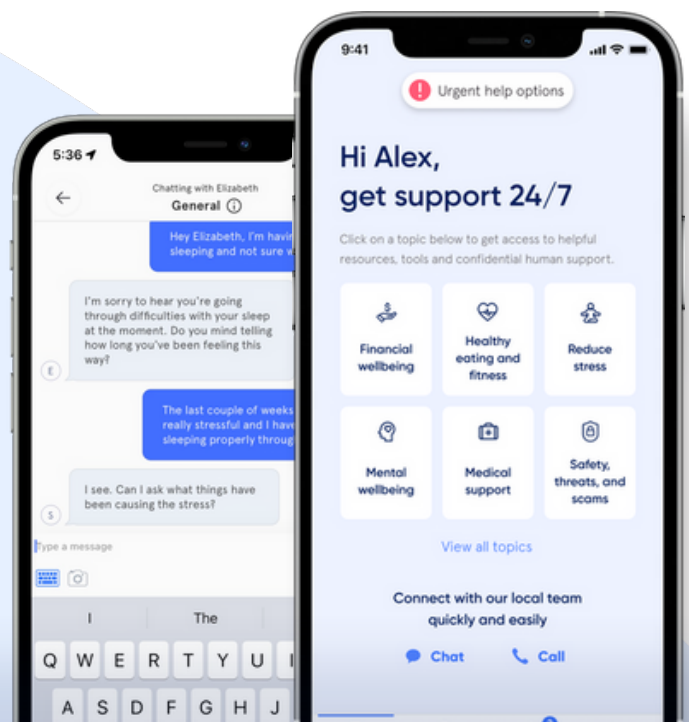 5:36
Chatting with Elizabeth
General
Hey Elizabeth, I'm
sleeping and not sure
I'm sorry to hear you're going
through difficulties with your sleep
at the moment. Do you mind telling
how long you've been feeling this
way?
E
The last couple of weeks
really stressful and I have
sleeping properly
I see. Can I ask what things have
been causing the stress?
S
Type a message
I
The
Q W E R T Y U I
A S D F G H J
9:41
Urgent help options
Hi Alex,
get support 24/7
Click on a topic below to get access to helpful
resources, tools and confidential human support.
Financial
wellbeing
Healthy
eating and
fitness
Reduce
stress
Mental
wellbeing
Medical
support
Safety,
threats, and
scams
View all topics
Connect with our local team
quickly and easily
Chat
Call